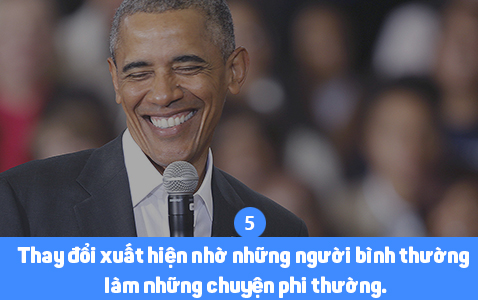 5
Thay đổi xuất hiện nhờ những người bình thường
làm những chuyện phi thường.